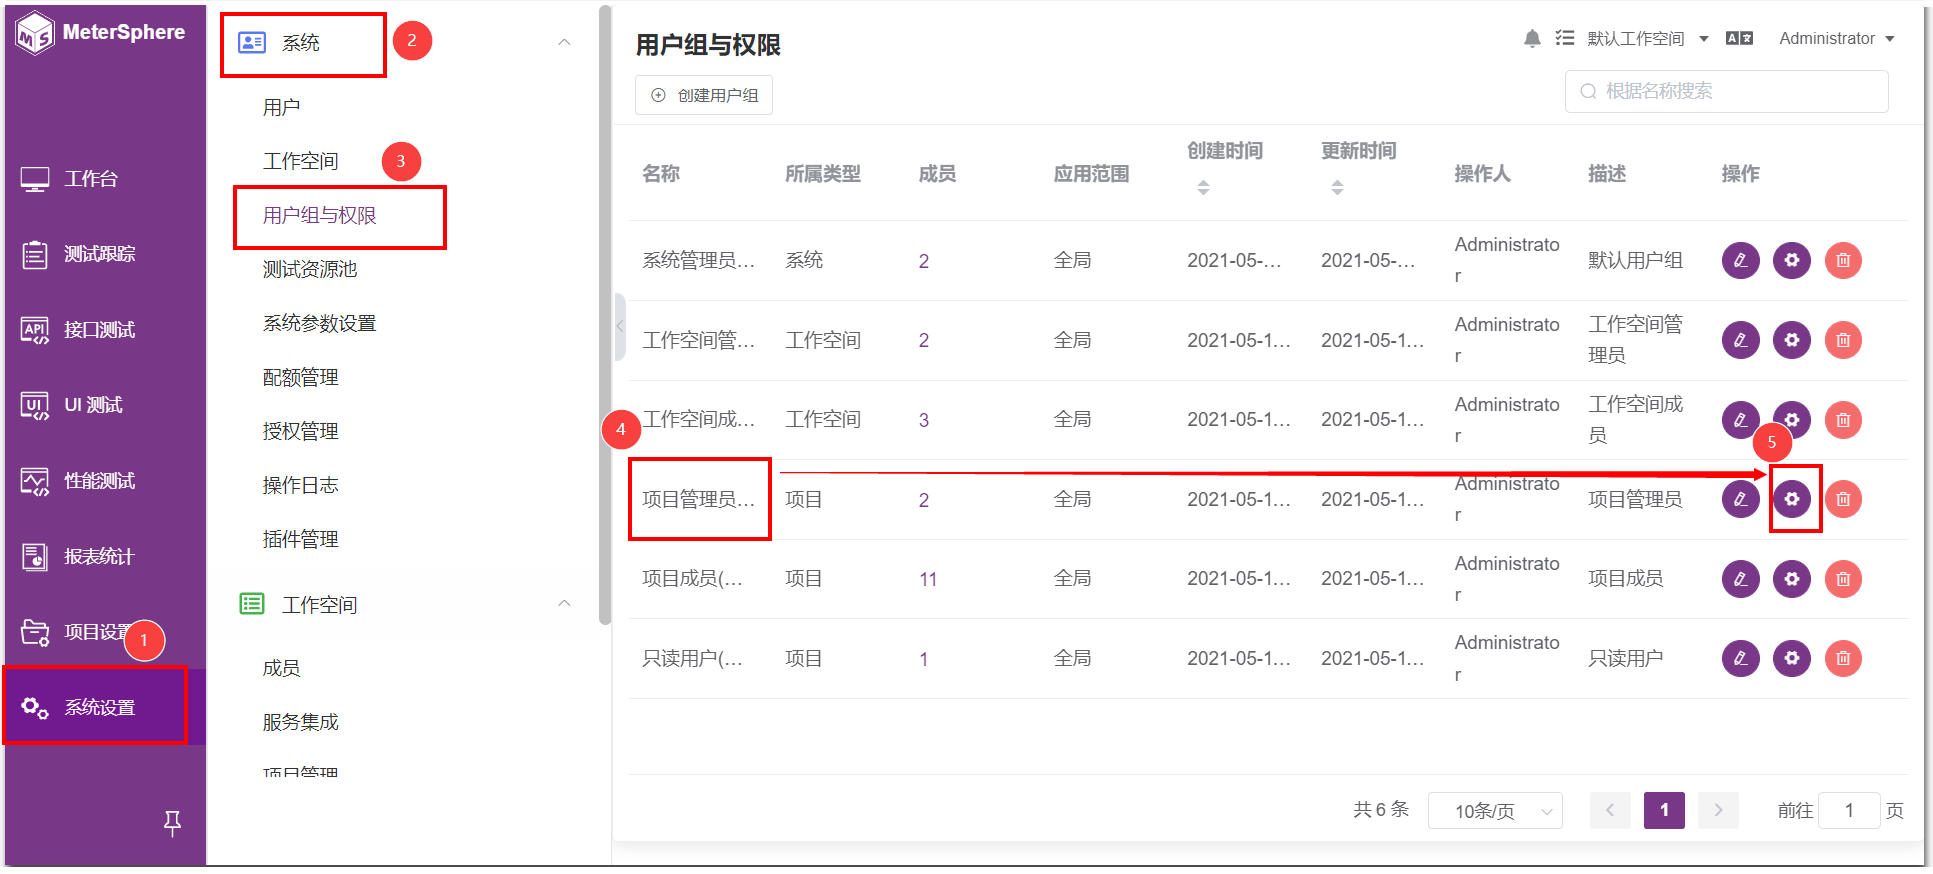 MeterSphere
工作台
测试跟踪
API
接口测试
UI
UI 测试
性能测试
报表统计
项目设置
1
系统设置
系统
2
用户
工作空间
3
用户组与权限
测试资源池
系统参数设置
配额管理
授权管理
操作日志
插件管理
工作空间
成员
服务集成
项目管理
用户组与权限
默认工作空间
Administrator
创建用户组
根据名称搜索
名称 所属类型 成员 应用范围 创建时间 更新时间 操作人 描述 操作
系统管理员... 系统 2 全局 2021-05-... 2021-05-... Administrato
r 默认用户组
工作空间管... 工作空间 2 全局 2021-05-1... 2021-05-1... Administrato
r 工作空间管
理员
4
工作空间成... 工作空间 3 全局 2021-05-1... 2021-05-1... Administrato
r 工作空间成
员
5
项目管理员... 项目 2 全局 2021-05-1... 2021-05-1... Administrato
r 项目管理员
项目成员(... 项目 11 全局 2021-05-1... 2021-05-1... Administrato
r 项目成员
只读用户(... 项目 1 全局 2021-05-1... 2021-05-1... Administrato
r 只读用户
共 6 条 10条/页 1 前往 1 页